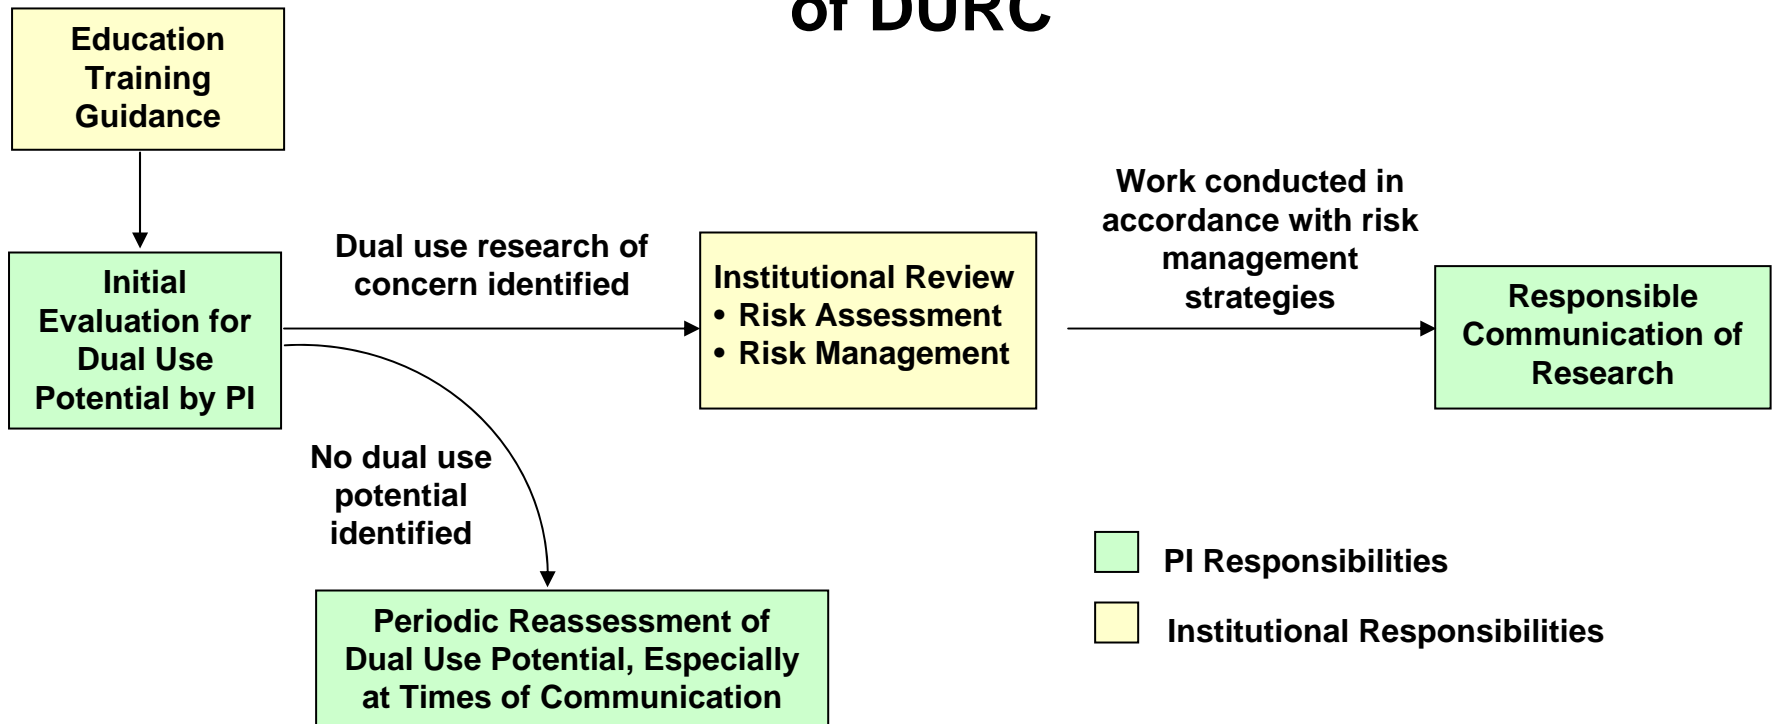 of DURC
Education
Training
Guidance
Initial
Evaluation for
Dual Use
Potential by PI
Dual use research of
concern identified
Institutional Review
• Risk Assessment
• Risk Management
Work conducted in
accordance with risk
management
strategies
Responsible
Communication of
Research
No dual use
potential
identified
Periodic Reassessment of
Dual Use Potential, Especially
at Times of Communication
PI Responsibilities
Institutional Responsibilities